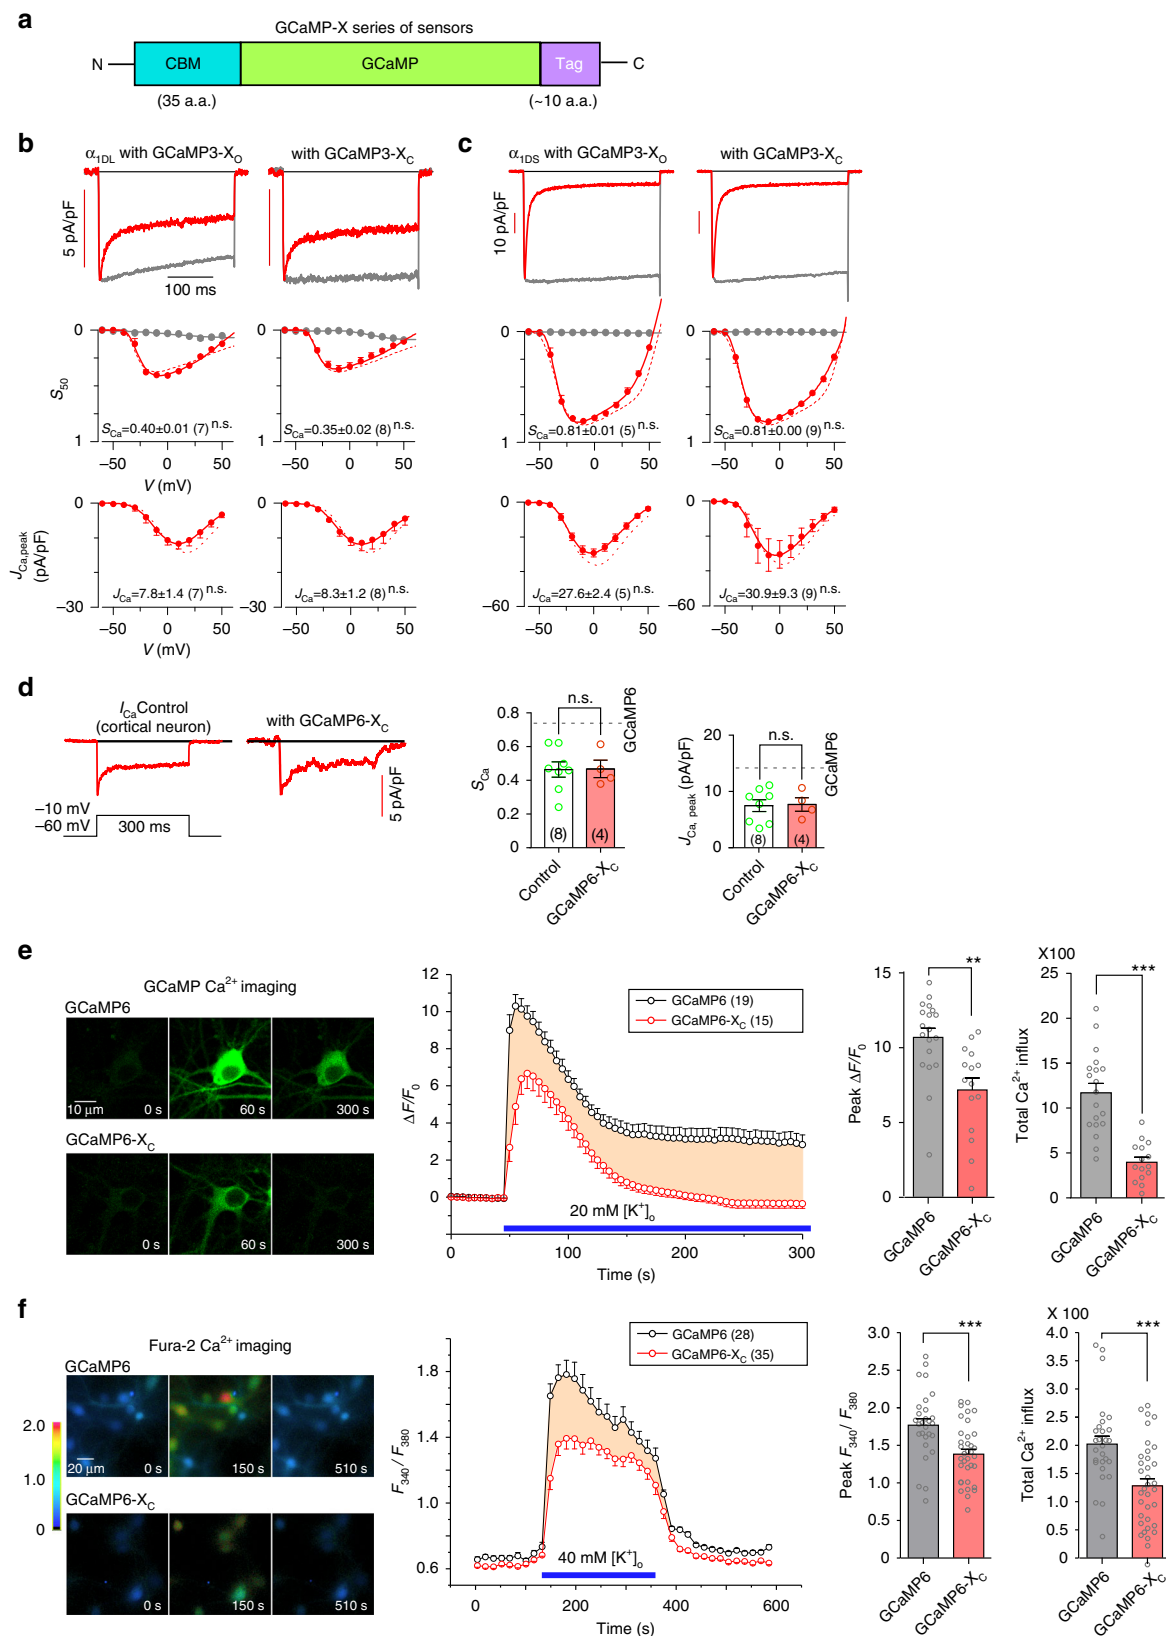 a
GCaMP-X series of sensors
N
CBM
GCaMP
Tag
C
(35 a.a.)
(~10 a.a.)
b
α1DL with GCaMP3-XO
with GCaMP3-XC
5 pA/pF
100 ms
0
S50
1
SCa=0.40±0.01 (7) n.s.
SCa=0.35±0.02 (8) n.s.
–50 0 50
–50 0 50
V (mV)
0
JCa,peak
(pA/pF)
–30
JCa=7.8±1.4 (7) n.s.
JCa=8.3±1.2 (8) n.s.
–50 0 50
–50 0 50
V (mV)
c
α1DS with GCaMP3-XO
with GCaMP3-XC
10 pA/pF
0
1
SCa=0.81±0.01 (5) n.s.
SCa=0.81±0.00 (9) n.s.
–50 0 50
–50 0 50
0
–60
JCa=27.6±2.4 (5) n.s.
JCa=30.9±9.3 (9) n.s.
–50 0 50
–50 0 50
d
ICa Control
(cortical neuron)
with GCaMP6-XC
5 pA/pF
–10 mV
–60 mV
300 ms
n.s.
GCaMP6
SCa
0.8
0.6
0.4
0.2
0
(8)
(4)
Control
GCaMP6-XC
n.s.
GCaMP6
JCa, peak (pA/pF)
20
10
0
(8)
(4)
Control
GCaMP6-XC
e
GCaMP Ca2+ imaging
GCaMP6
10 μm
0 s
60 s
300 s
GCaMP6-XC
0 s
60 s
300 s
ΔF/F0
12
10
8
6
4
2
0
GCaMP6 (19)
GCaMP6-XC (15)
20 mM [K+]o
0 100 200 300
Time (s)
**
Peak ΔF/F0
15
10
5
0
GCaMP6
GCaMP6-XC
X100
***
Total Ca2+ influx
25
20
15
10
5
0
GCaMP6
GCaMP6-XC
f
Fura-2 Ca2+ imaging
GCaMP6
2.0
1.0
0
20 μm
0 s
150 s
510 s
GCaMP6-XC
0 s
150 s
510 s
F340/F380
1.8
1.4
1.0
0.6
GCaMP6 (28)
GCaMP6-XC (35)
40 mM [K+]o
0 200 400 600
Time (s)
***
Peak F340/F380
3.0
2.5
2.0
1.5
1.0
0.5
0
GCaMP6
GCaMP6-XC
X 100
***
Total Ca2+ influx
4.0
3.5
3.0
2.5
2.0
1.5
1.0
0.5
0
GCaMP6
GCaMP6-XC